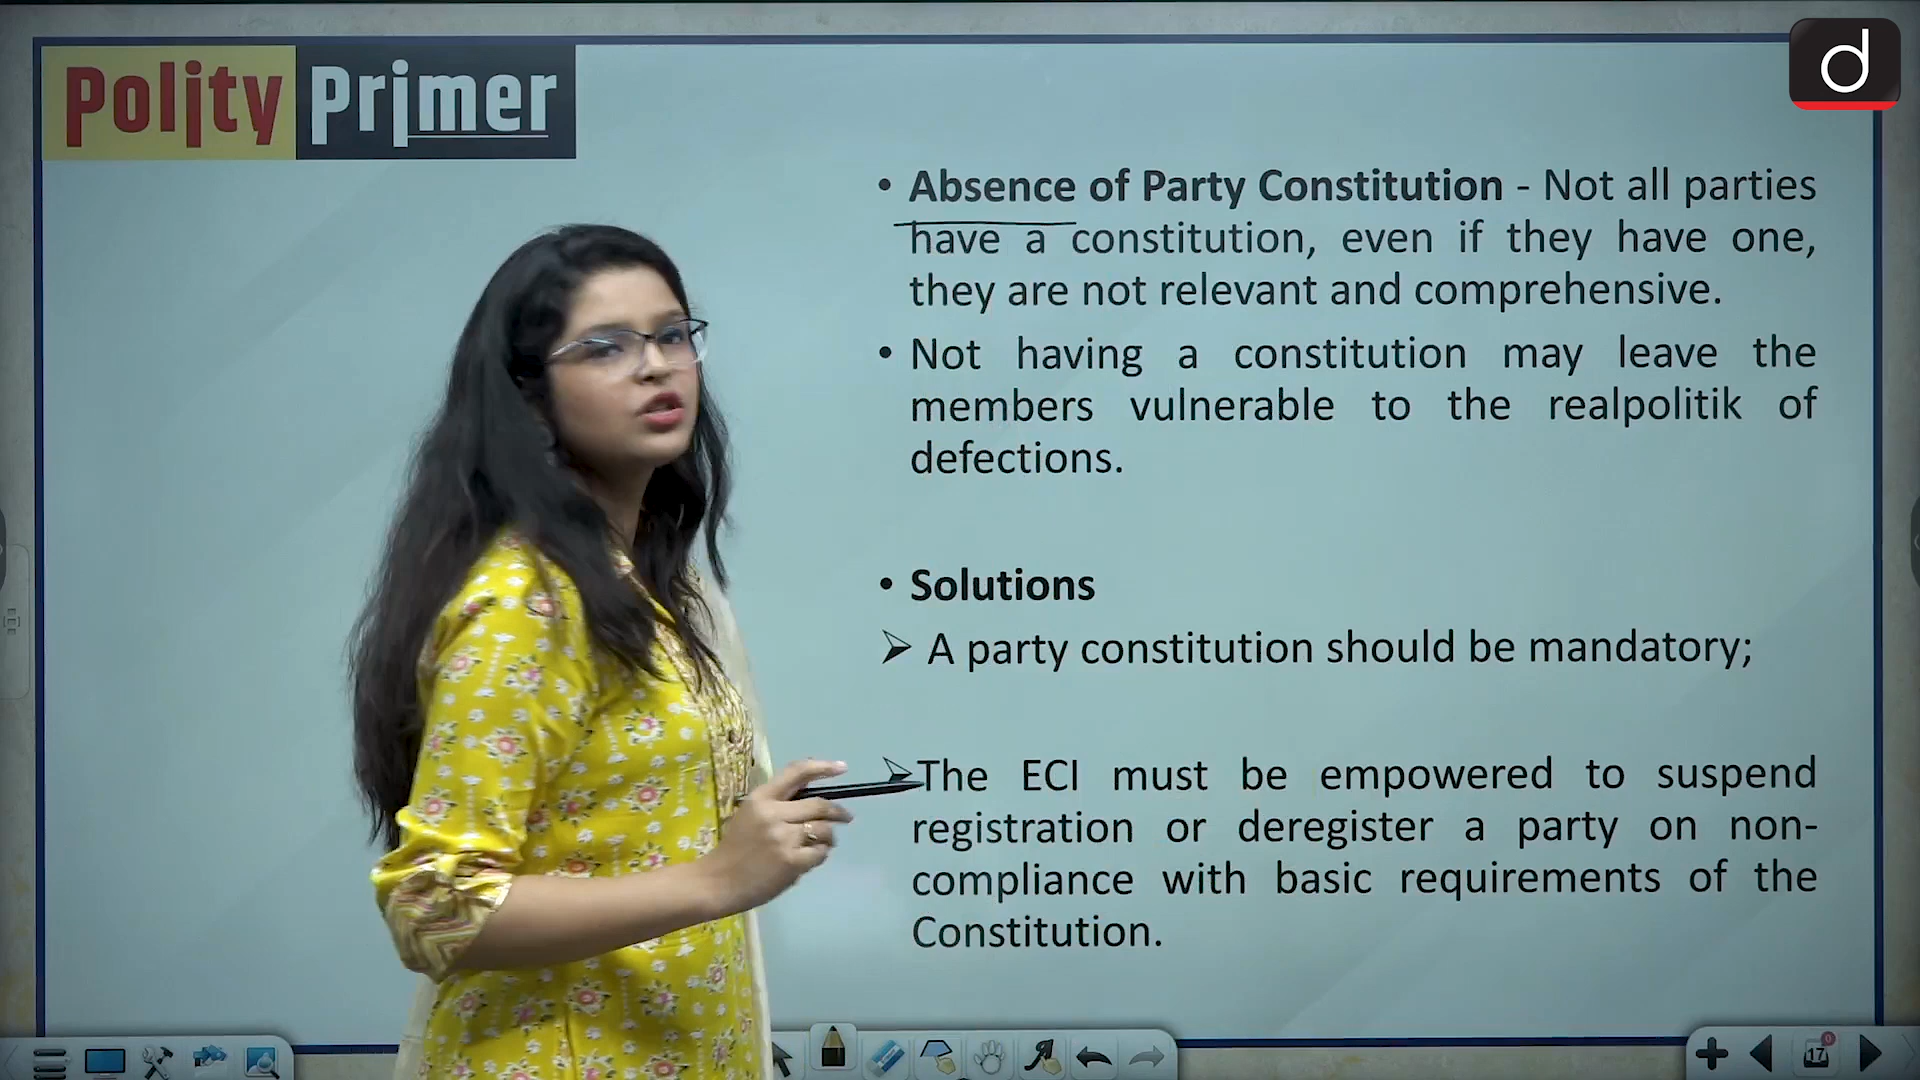 Polity Primer
d
• Absence of Party Constitution - Not all parties
have a constitution, even if they have one,
they are not relevant and comprehensive.
• Not having a constitution may leave the
members vulnerable to the realpolitik of
defections.
• Solutions
➢ A party constitution should be mandatory;
➢ The ECI must be empowered to suspend
registration or deregister a party on non-
compliance with basic requirements of the
Constitution.
17